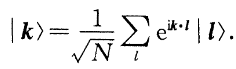 | k⟩ = 1/√N ∑_l e^{ik·l} | l⟩.